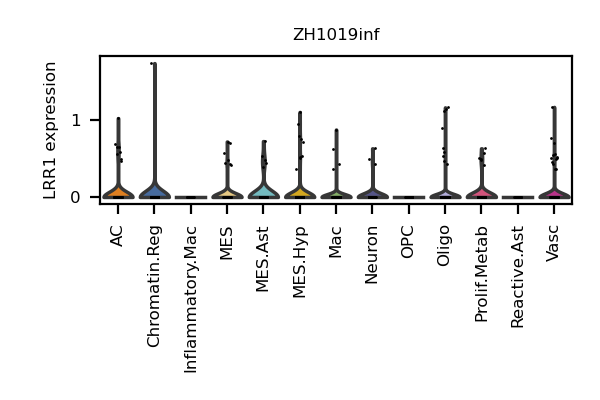 ZH1019inf
LRR1 expression
1
0
AC
Chromatin.Reg
Inflammatory.Mac
MES
MES.Ast
MES.Hyp
Mac
Neuron
OPC
Oligo
Prolif.Metab
Reactive.Ast
Vasc